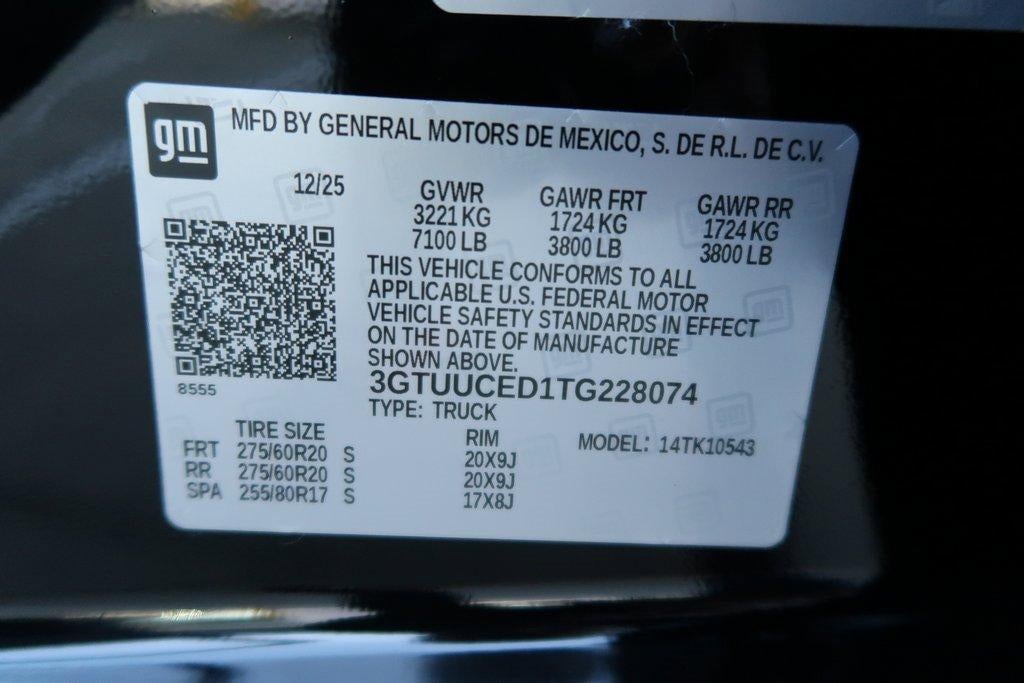 gm MFD BY GENERAL MOTORS DE MEXICO, S. DE R.L. DE C.V.
12/25 GVWR GAWR FRT GAWR RR
3221 KG 1724 KG 1724 KG
7100 LB 3800 LB 3800 LB
THIS VEHICLE CONFORMS TO ALL
APPLICABLE U.S. FEDERAL MOTOR
VEHICLE SAFETY STANDARDS IN EFFECT
ON THE DATE OF MANUFACTURE
SHOWN ABOVE.
8555 3GTUUCED1TG228074
TYPE: TRUCK
TIRE SIZE RIM MODEL: 14TK10543
FRT 275/60R20 S 20X9J
RR 275/60R20 S 20X9J
SPA 255/80R17 S 17X8J